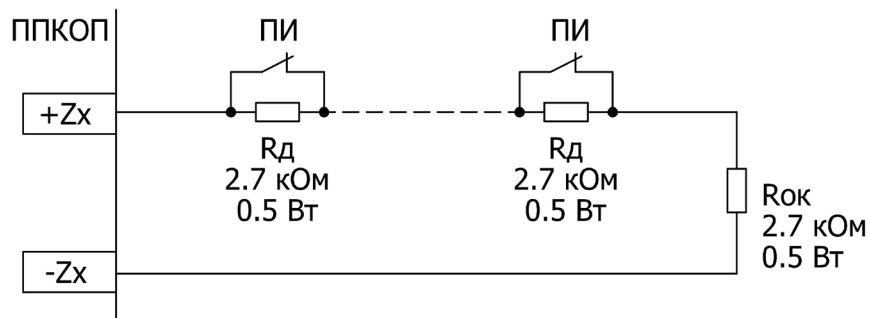 ППКОП
ПИ
ПИ
+Zx
Rд
2.7 кОм
0.5 Вт
Rд
2.7 кОм
0.5 Вт
Rок
2.7 кОм
0.5 Вт
-Zx